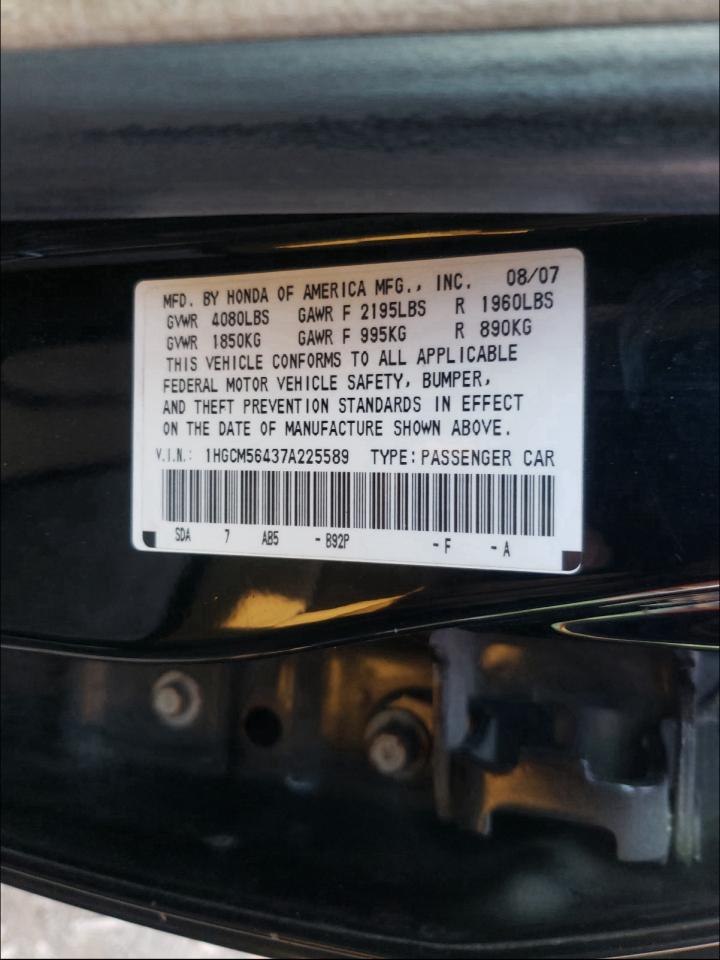 MFD. BY HONDA OF AMERICA MFG., INC. 08/07
GVWR 4080LBS GAWR F 2195LBS R 1960LBS
GVWR 1850KG GAWR F 995KG R 890KG
THIS VEHICLE CONFORMS TO ALL APPLICABLE
FEDERAL MOTOR VEHICLE SAFETY, BUMPER,
AND THEFT PREVENTION STANDARDS IN EFFECT
ON THE DATE OF MANUFACTURE SHOWN ABOVE.
V.I.N.: 1HGCM56437A225589 TYPE: PASSENGER CAR
SDA 7 AB5 - B92P - F - A